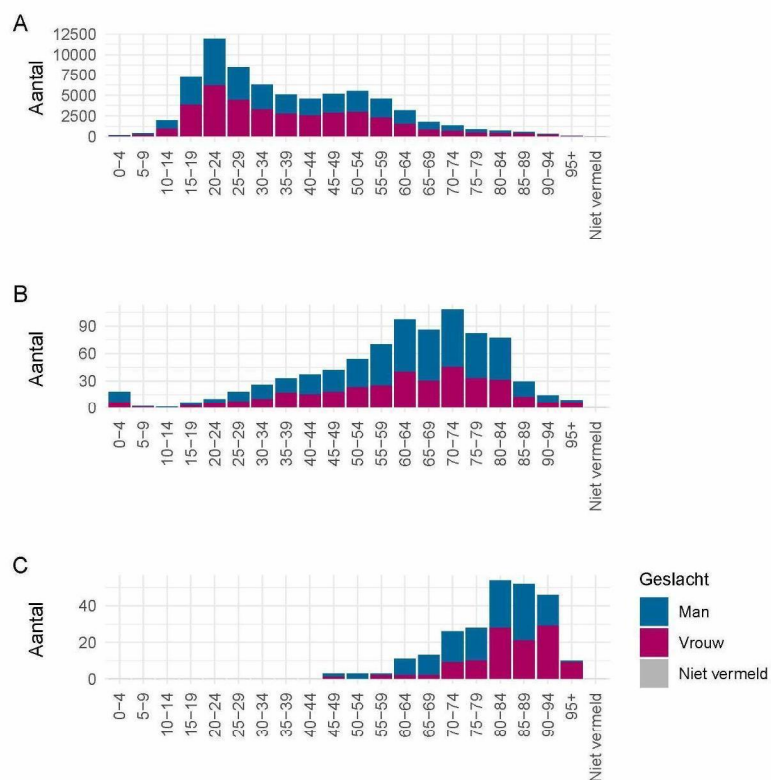 A
Aantal
12500
10000
7500
5000
2500
0
0−4 5−9 10−14 15−19 20−24 25−29 30−34 35−39 40−44 45−49 50−54 55−59 60−64 65−69 70−74 75−79 80−84 85−89 90−94 95+ Niet vermeld
B
Aantal
90
60
30
0
0−4 5−9 10−14 15−19 20−24 25−29 30−34 35−39 40−44 45−49 50−54 55−59 60−64 65−69 70−74 75−79 80−84 85−89 90−94 95+ Niet vermeld
C
Aantal
40
20
0
0−4 5−9 10−14 15−19 20−24 25−29 30−34 35−39 40−44 45−49 50−54 55−59 60−64 65−69 70−74 75−79 80−84 85−89 90−94 95+ Niet vermeld
Geslacht
Man
Vrouw
Niet vermeld